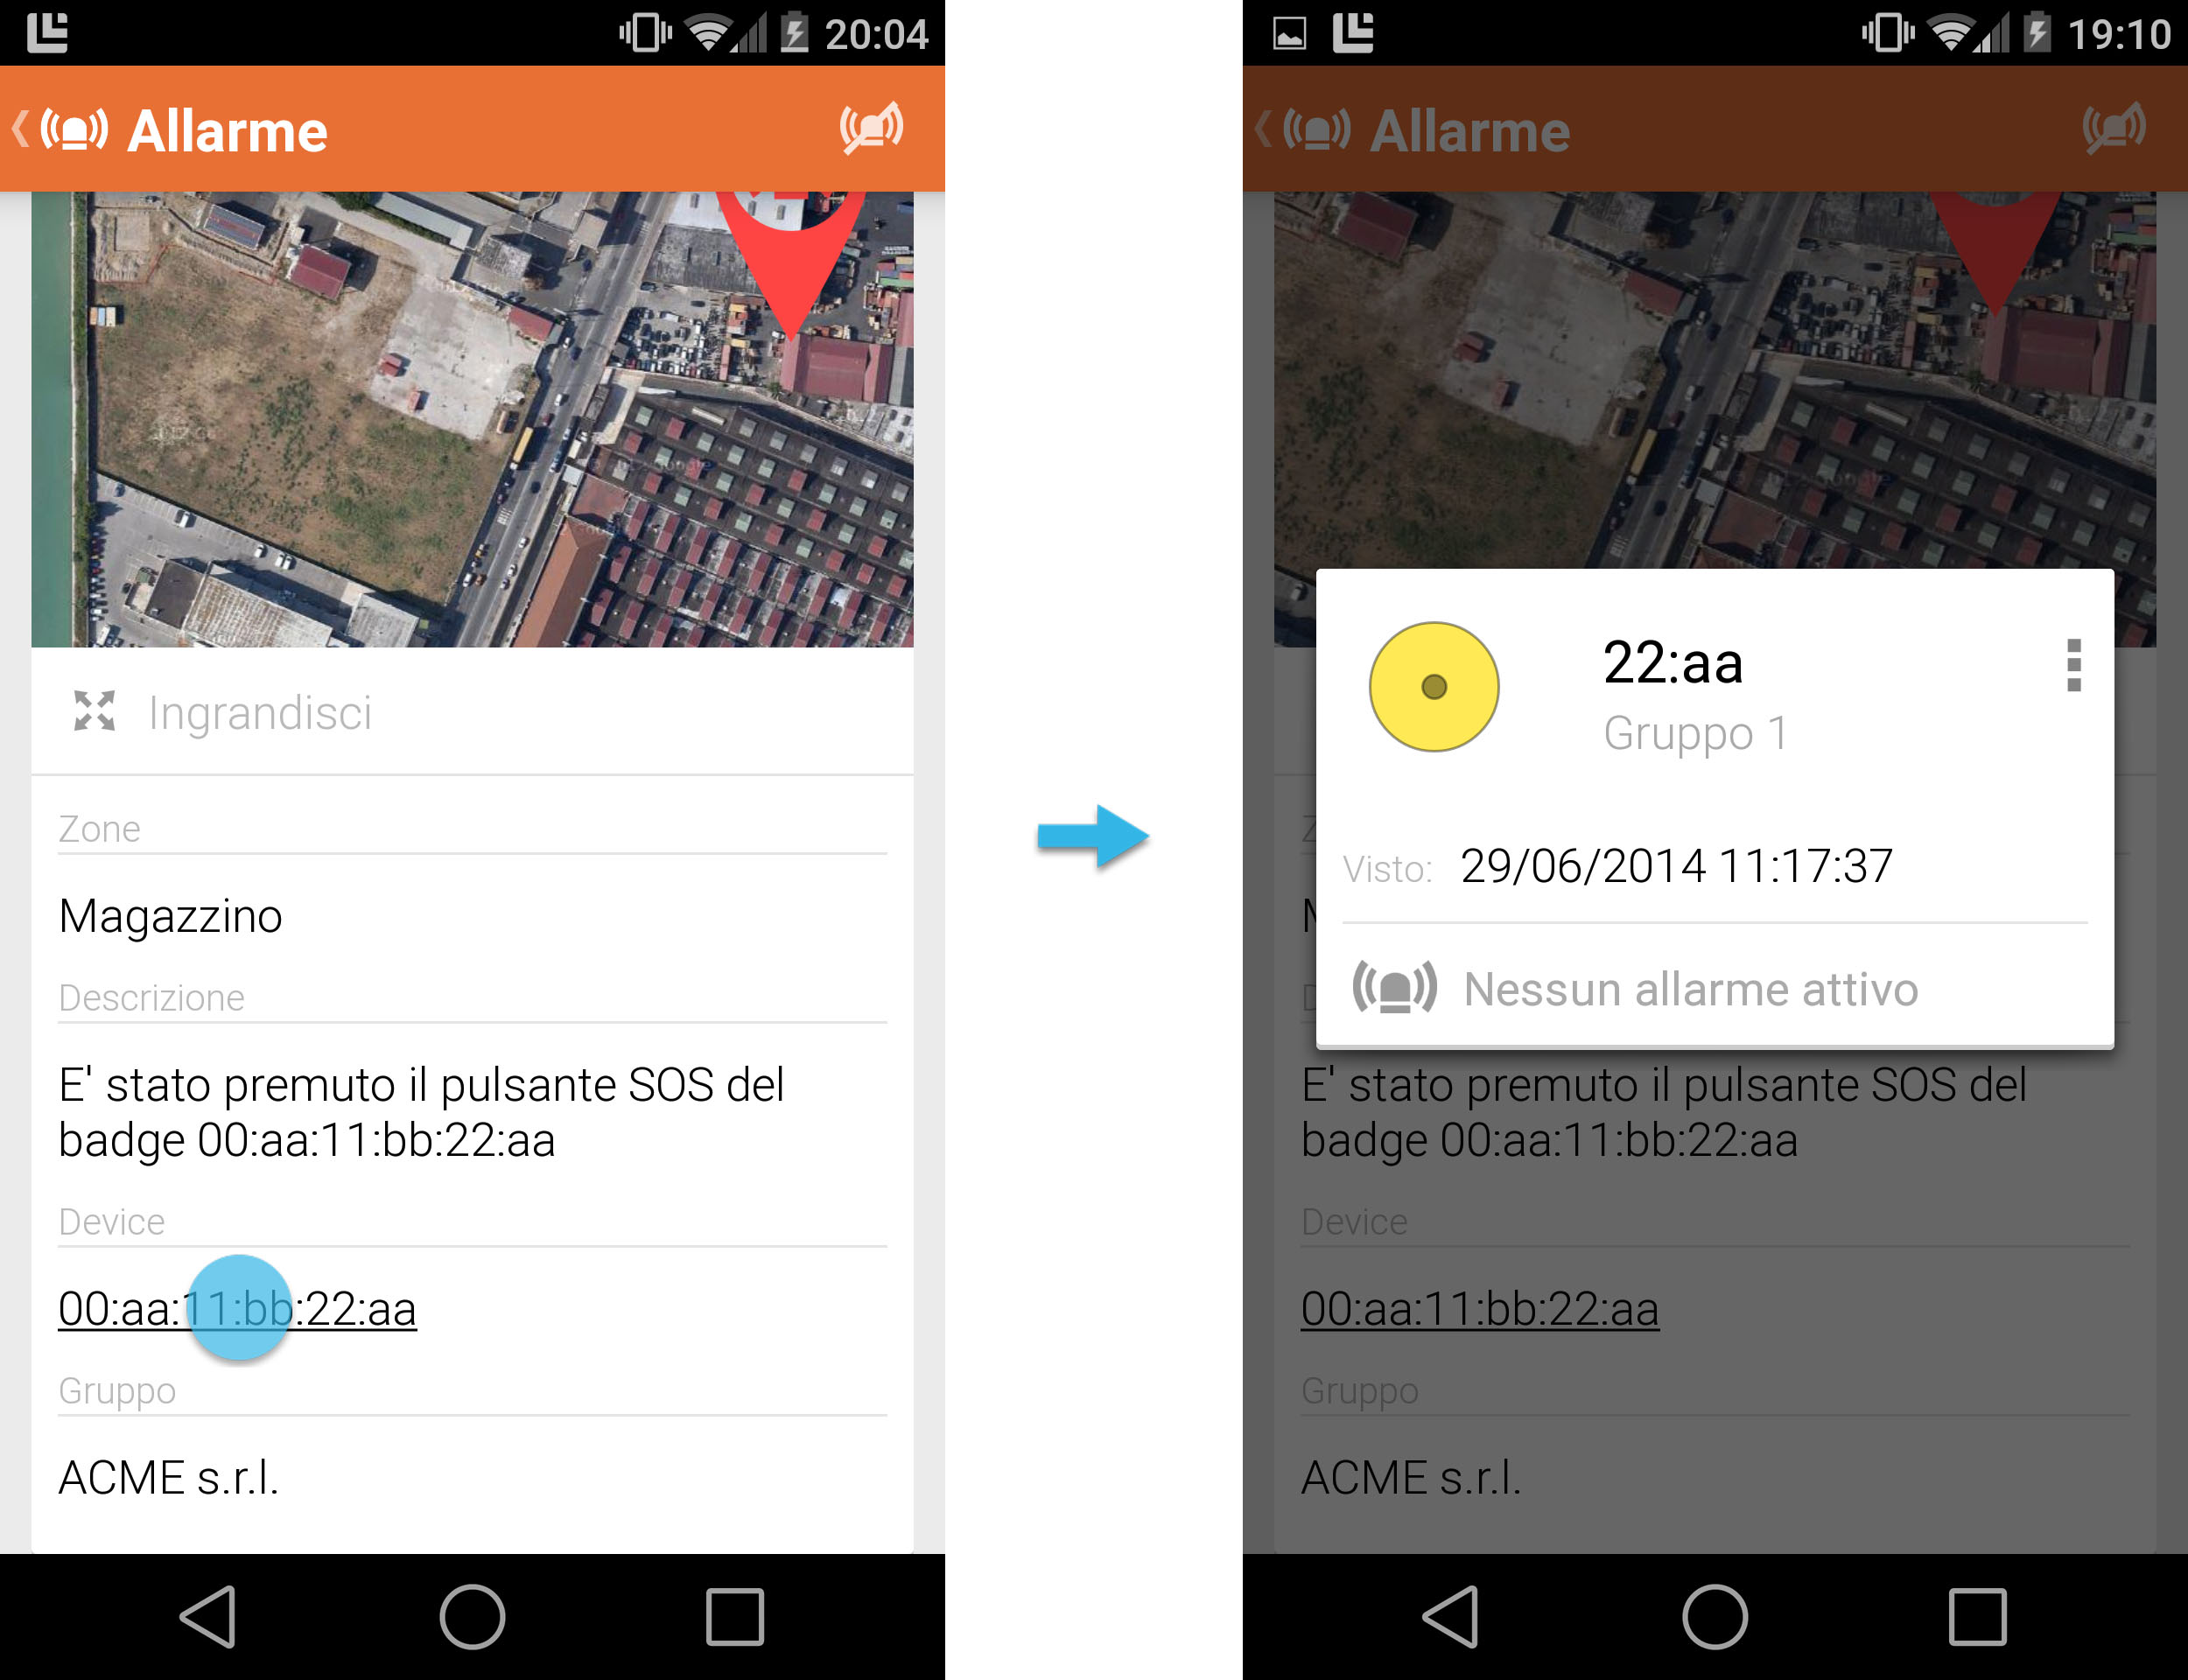 20:04
Allarme
Ingrandisci
Zone
Magazzino
Descrizione
E' stato premuto il pulsante SOS del
badge 00:aa:11:bb:22:aa
Device
00:aa:11:bb:22:aa
Gruppo
ACME s.r.l.
19:10
Allarme
22:aa
Gruppo 1
Visto: 29/06/2014 11:17:37
Nessun allarme attivo
E' stato premuto il pulsante SOS del
badge 00:aa:11:bb:22:aa
Device
00:aa:11:bb:22:aa
Gruppo
ACME s.r.l.